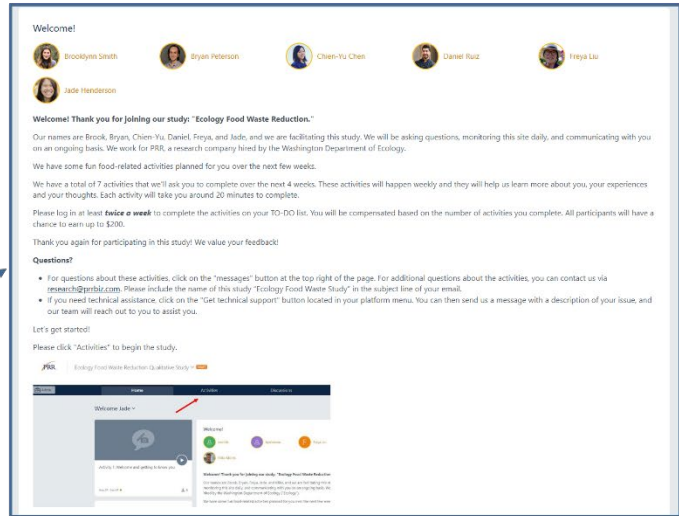 Welcome!
Brooklynn Smith
Bryan Peterson
Chien-Yu Chen
Daniel Ruiz
Freya Liu
Jade Henderson
Welcome! Thank you for joining our study: "Ecology Food Waste Reduction."
Our names are Brook, Bryan, Chien-Yu, Daniel, Freya, and Jade, and we are facilitating this study. We will be asking questions, monitoring this site daily, and communicating with you
on an ongoing basis. We work for PRR, a research company hired by the Washington Department of Ecology.
We have some fun food-related activities planned for you over the next few weeks.
We have a total of 7 activities that we'll ask you to complete over the next 4 weeks. These activities will happen weekly and they will help us learn more about you, your experiences
and your thoughts. Each activity will take you around 20 minutes to complete.
Please log in at least twice a week to complete the activities on your TO-DO list. You will be compensated based on the number of activities you complete. All participants will have a
chance to earn up to $200.
Thank you again for participating in this study! We value your feedback!
Questions?
• For questions about these activities, click on the "messages" button at the top right of the page. For additional questions about the activities, you can contact us via
research@prrbiz.com. Please include the name of this study "Ecology Food Waste Study" in the subject line of your email.
• If you need technical assistance, click on the "Get technical support" button located in your platform menu. You can then send us a message with a description of your issue, and
our team will reach out to you to assist you.
Let's get started!
Please click "Activities" to begin the study.
PRR Ecology Food Waste Reduction Qualitative Study
Home Activities Discussions
Welcome Jade
Welcome!
Activity 1: Welcome and getting to know you
Welcome! Thank you for joining our study: "Ecology Food Waste Reduction